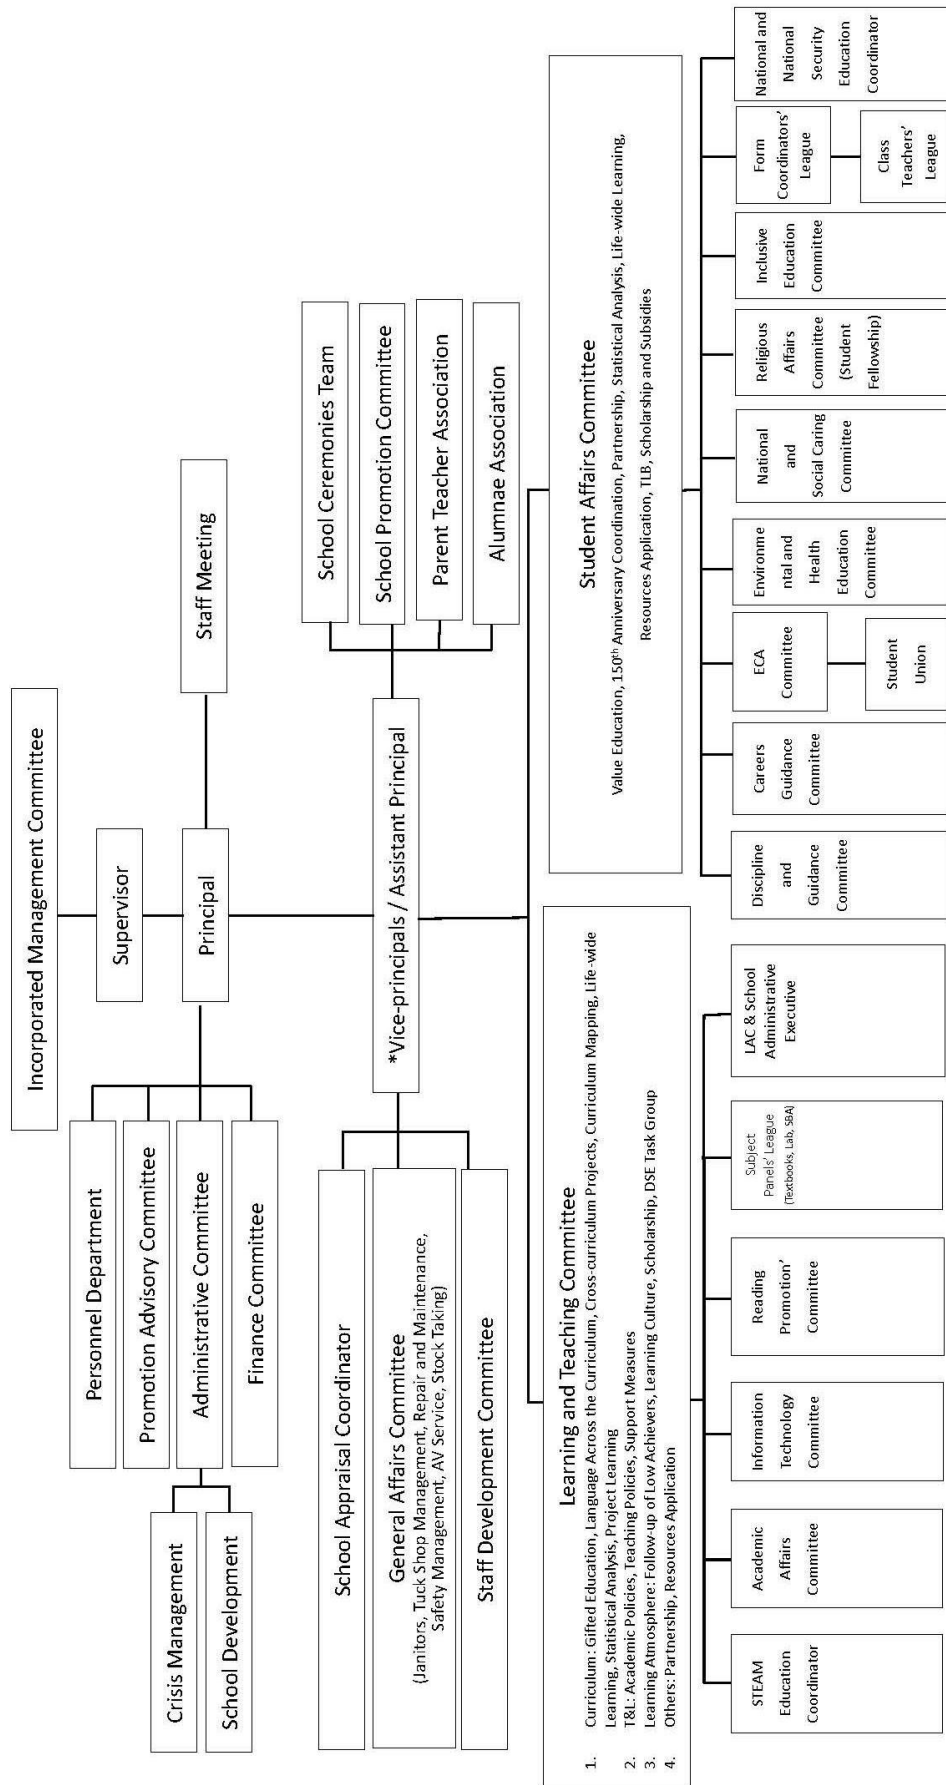 Incorporated Management Committee
Supervisor
Principal
Staff Meeting
Personnel Department
Promotion Advisory Committee
Administrative Committee
Finance Committee
Crisis Management
School Development
*Vice-principals / Assistant Principal
School Appraisal Coordinator
General Affairs Committee
(Janitors, Tuck Shop Management, Repair and Maintenance,
Safety Management, AV Service, Stock Taking)
Staff Development Committee
School Ceremonies Team
School Promotion Committee
Parent Teacher Association
Alumnae Association
Learning and Teaching Committee
1. Curriculum: Gifted Education, Language Across the Curriculum, Cross-curriculum Projects, Curriculum Mapping, Life-wide
Learning, Statistical Analysis, Project Learning
2. T&L: Academic Policies, Teaching Policies, Support Measures
3. Learning Atmosphere: Follow-up of Low Achievers, Learning Culture, Scholarship, DSE Task Group
4. Others: Partnership, Resources Application
STEAM
Education
Coordinator
Academic
Affairs
Committee
Information
Technology
Committee
Reading
Promotion'
Committee
Subject
Panels' League
(Textbooks, Lab, SBA)
LAC & School
Administrative
Executive
Student Affairs Committee
Value Education, 150th Anniversary Coordination, Partnership, Statistical Analysis, Life-wide Learning,
Resources Application, TLB, Scholarship and Subsidies
Discipline
and
Guidance
Committee
Careers
Guidance
Committee
ECA
Committee
Student
Union
Environme
ntal and
Health
Education
Committee
National
and
Social Caring
Committee
Religious
Affairs
Committee
(Student
Fellowship)
Inclusive
Education
Committee
Form
Coordinators'
League
Class
Teachers'
League
National and
National
Security
Education
Coordinator